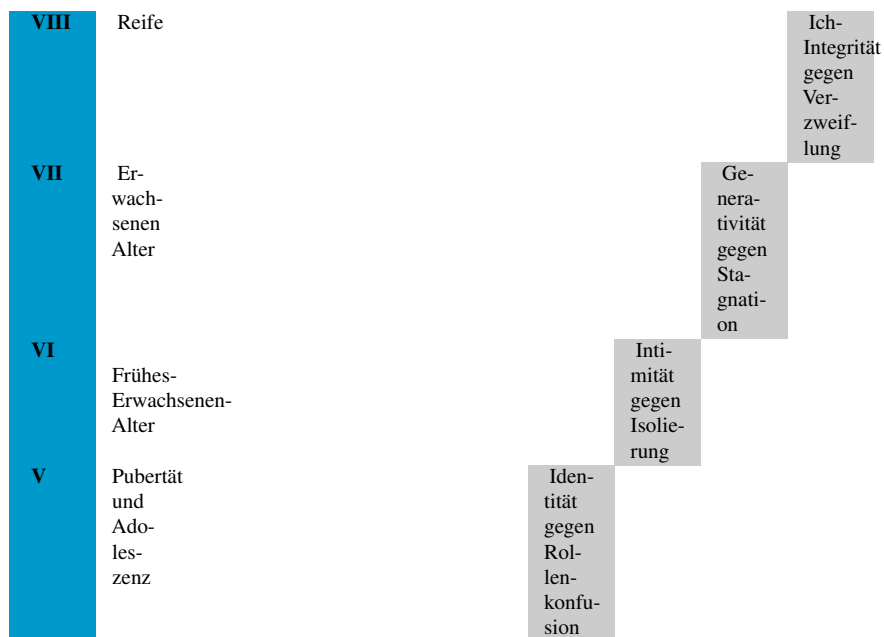 VIII Reife Ich-
Integrität
gegen
Ver-
zweif-
lung
VII Er- Ge-
wach- nera-
senen tivität
Alter gegen
Sta-
gnati-
on
VI Inti-
Frühes- mität
Erwachsenen- gegen
Alter Isolie-
rung
V Pubertät Iden-
und tität
Ado- gegen
les- Rol-
zenz len-
konfu-
sion